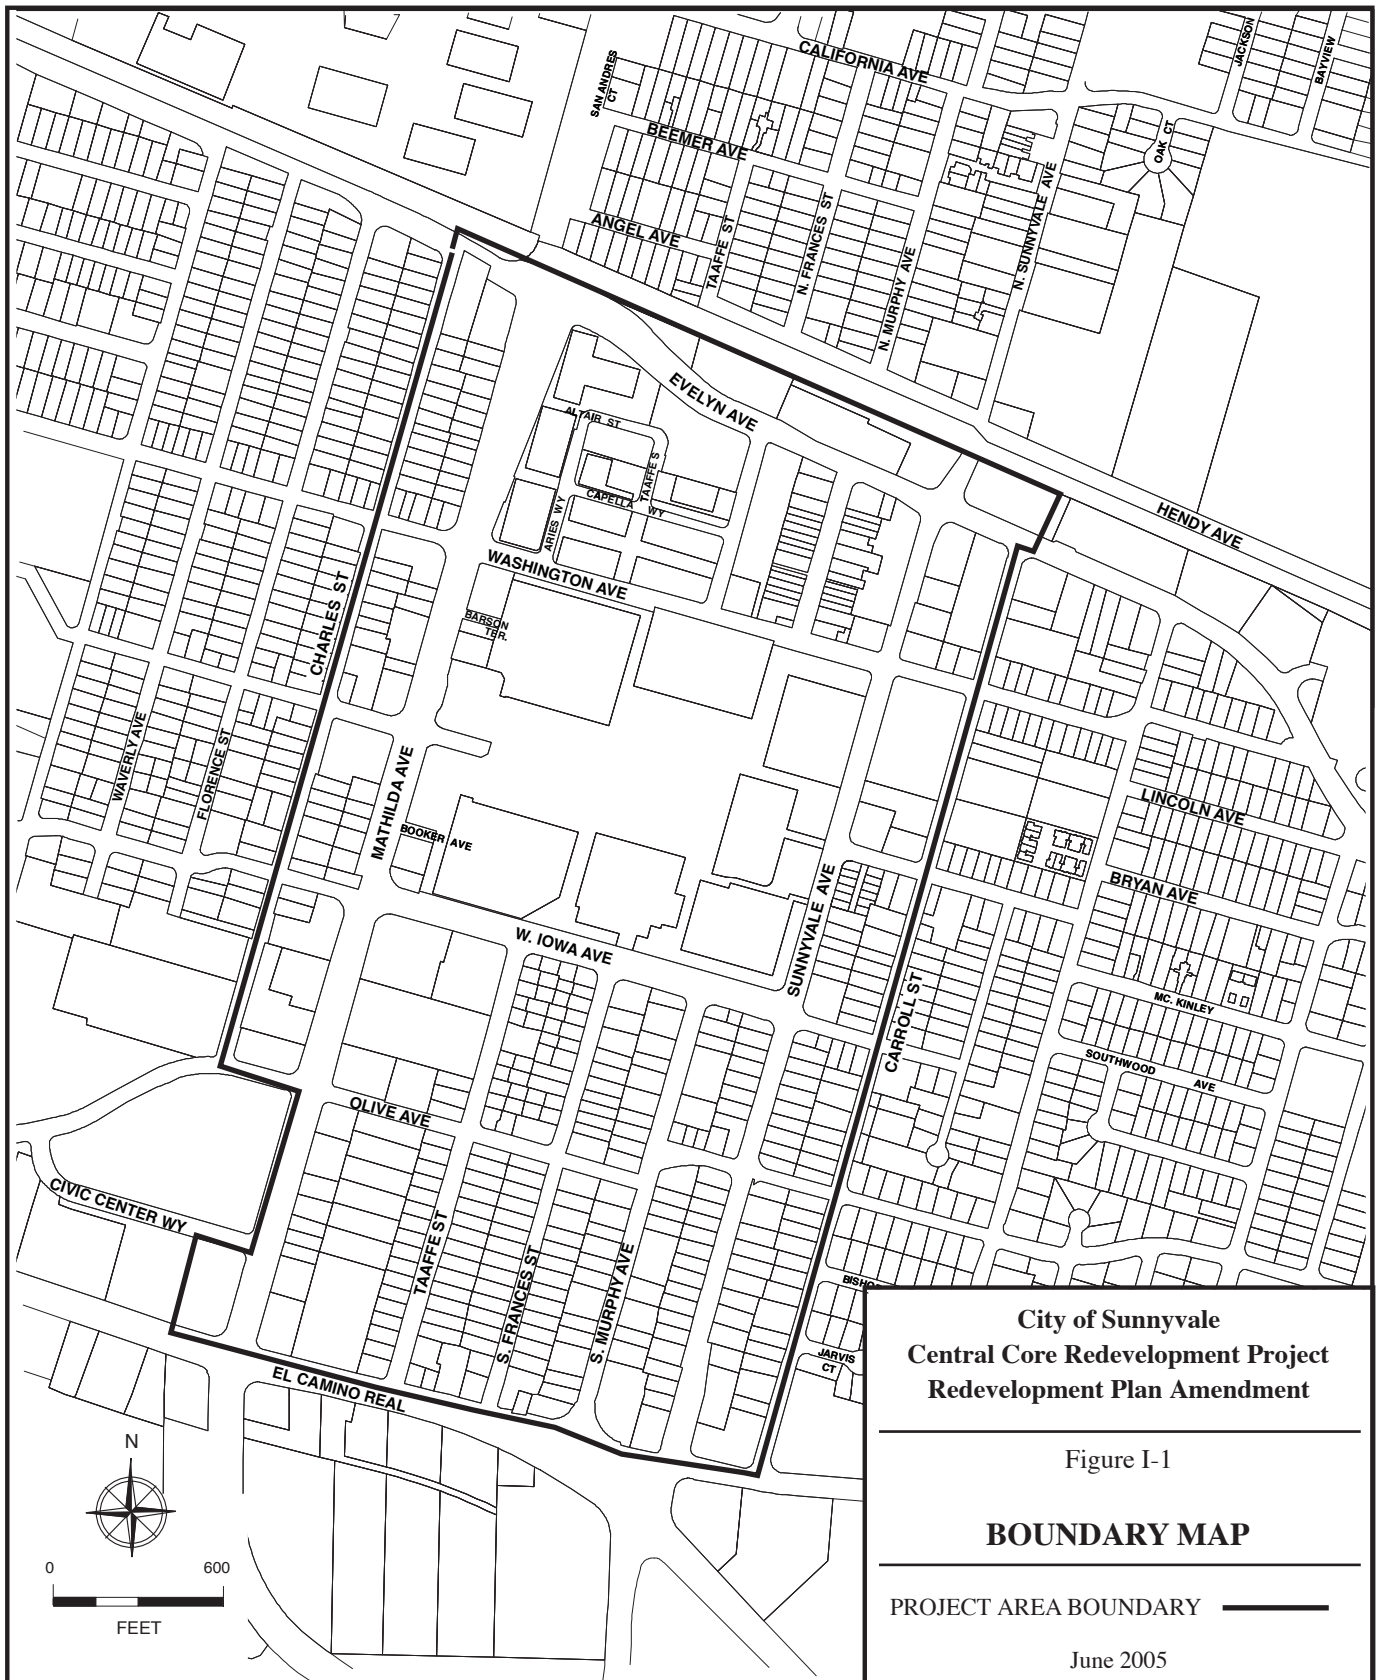 CALIFORNIA AVE
JACKSON
BAYVIEW
SAN ANDRES
CT
BEEMER AVE
OAK CT
ANGEL AVE
TAAFFE ST
N. FRANCES ST
N. MURPHY AVE
N. SUNNYVALE AVE
EVELYN AVE
ALTAIR ST
TAAFFE S
CAPELLA WY
ARIES WY
HENDY AVE
WASHINGTON AVE
BARSON
TER.
CHARLES ST
WAVERLY AVE
FLORENCE ST
MATHILDA AVE
BOOKER AVE
LINCOLN AVE
BRYAN AVE
SUNNYVALE AVE
W. IOWA AVE
CARROLL ST
MC. KINLEY
SOUTHWOOD AVE
OLIVE AVE
CIVIC CENTER WY
TAAFFE ST
S. FRANCES ST
S. MURPHY AVE
BISHO
JARVIS
CT
EL CAMINO REAL
N
0 600
FEET
City of Sunnyvale
Central Core Redevelopment Project
Redevelopment Plan Amendment
Figure I-1
BOUNDARY MAP
PROJECT AREA BOUNDARY
June 2005